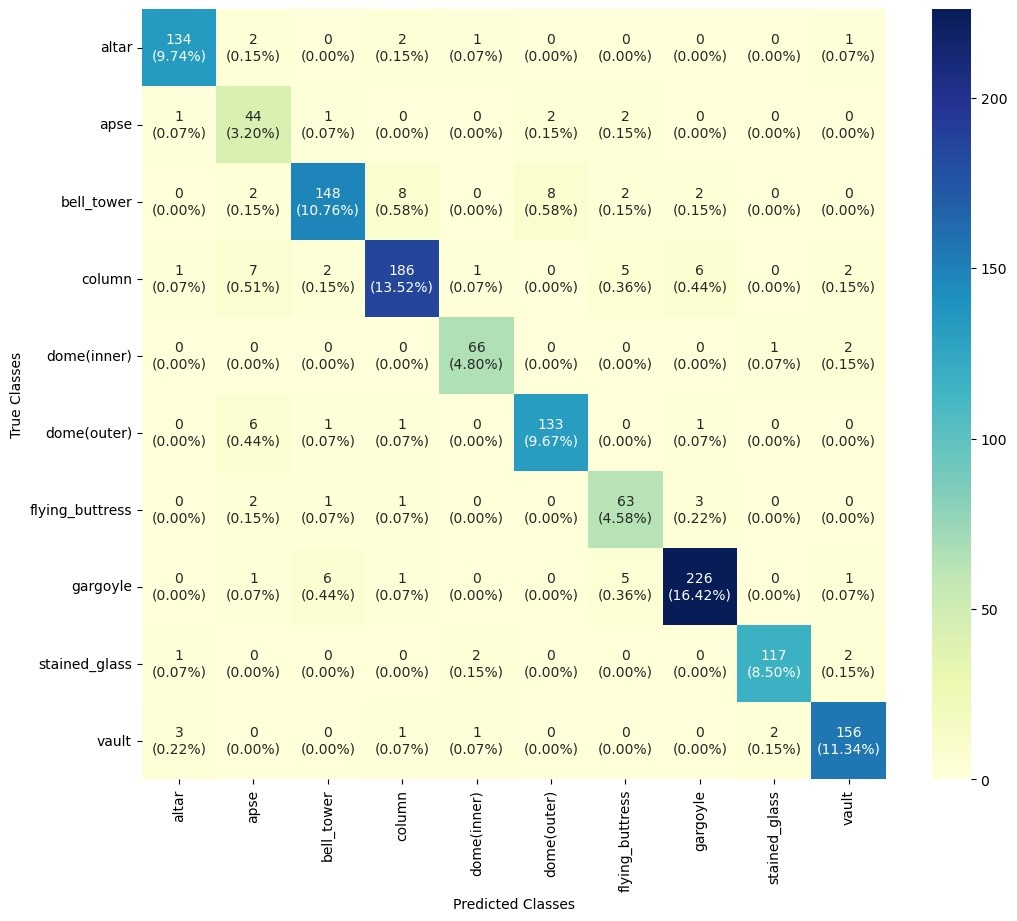 altar 134 2 0 2 1 0 0 0 0 1
(9.74%) (0.15%) (0.00%) (0.15%) (0.07%) (0.00%) (0.00%) (0.00%) (0.00%) (0.07%)
apse 1 44 1 0 0 2 2 0 0 0
(0.07%) (3.20%) (0.07%) (0.00%) (0.00%) (0.15%) (0.15%) (0.00%) (0.00%) (0.00%)
bell_tower 0 2 148 8 0 8 2 2 0 0
(0.00%) (0.15%) (10.76%) (0.58%) (0.00%) (0.58%) (0.15%) (0.15%) (0.00%) (0.00%)
column 1 7 2 186 1 0 5 6 0 2
(0.07%) (0.51%) (0.15%) (13.52%) (0.07%) (0.00%) (0.36%) (0.44%) (0.00%) (0.15%)
dome(inner) 0 0 0 0 66 0 0 0 1 2
(0.00%) (0.00%) (0.00%) (0.00%) (4.80%) (0.00%) (0.00%) (0.00%) (0.07%) (0.15%)
dome(outer) 0 6 1 1 0 133 0 1 0 0
(0.00%) (0.44%) (0.07%) (0.07%) (0.00%) (9.67%) (0.00%) (0.07%) (0.00%) (0.00%)
flying_buttress 0 2 1 1 0 0 63 3 0 0
(0.00%) (0.15%) (0.07%) (0.07%) (0.00%) (0.00%) (4.58%) (0.22%) (0.00%) (0.00%)
gargoyle 0 1 6 1 0 0 5 226 0 1
(0.00%) (0.07%) (0.44%) (0.07%) (0.00%) (0.00%) (0.36%) (16.42%) (0.00%) (0.07%)
stained_glass 1 0 0 0 2 0 0 0 117 2
(0.07%) (0.00%) (0.00%) (0.00%) (0.15%) (0.00%) (0.00%) (0.00%) (8.50%) (0.15%)
vault 3 0 0 1 1 0 0 0 2 156
(0.22%) (0.00%) (0.00%) (0.07%) (0.07%) (0.00%) (0.00%) (0.00%) (0.15%) (11.34%)
True Classes
altar
apse
bell_tower
column
dome(inner)
dome(outer)
flying_buttress
gargoyle
stained_glass
vault
Predicted Classes
200
150
100
50
0